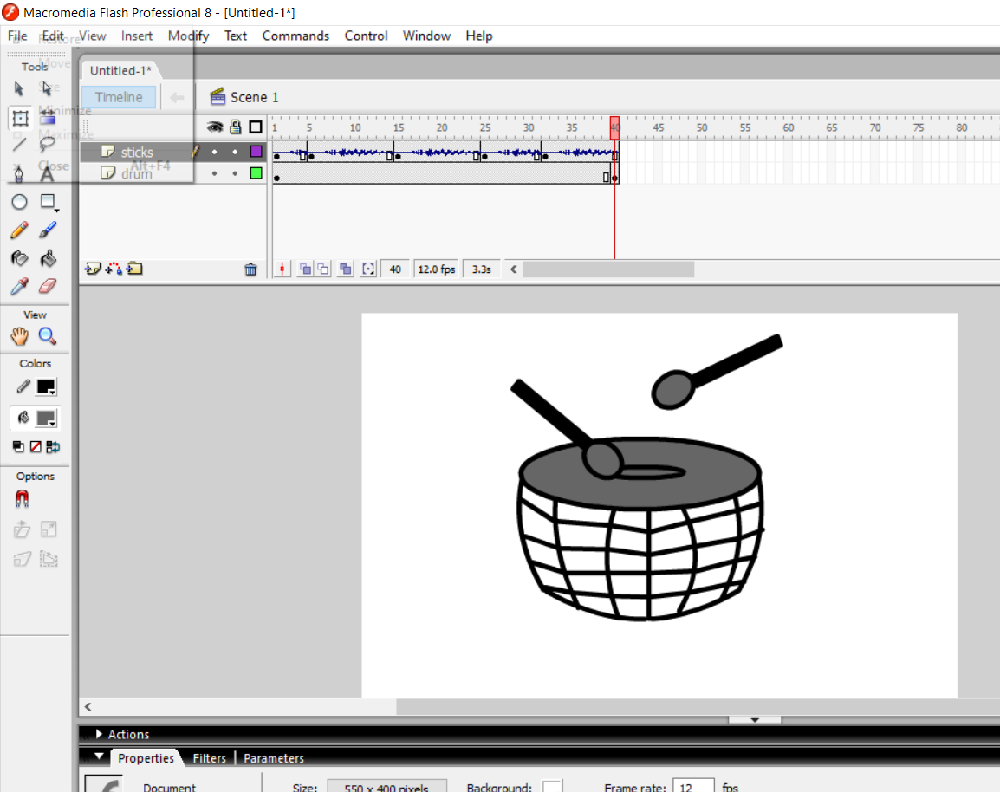 Macromedia Flash Professional 8 - [Untitled-1*]
File Edit View Insert Modify Text Commands Control Window Help
Restore
Move
Size
Minimize
Maximize
Close Alt+F4
Tools
Untitled-1*
Timeline
Scene 1
1 5 10 15 20 25 30 35 40 45 50 55 60 65 70 75 80
sticks
drum
A
40 12.0 fps 3.3s
View
Colors
Options
Actions
Properties Filters Parameters
Document Size: 550 x 400 pixels Background: Frame rate: 12 fps